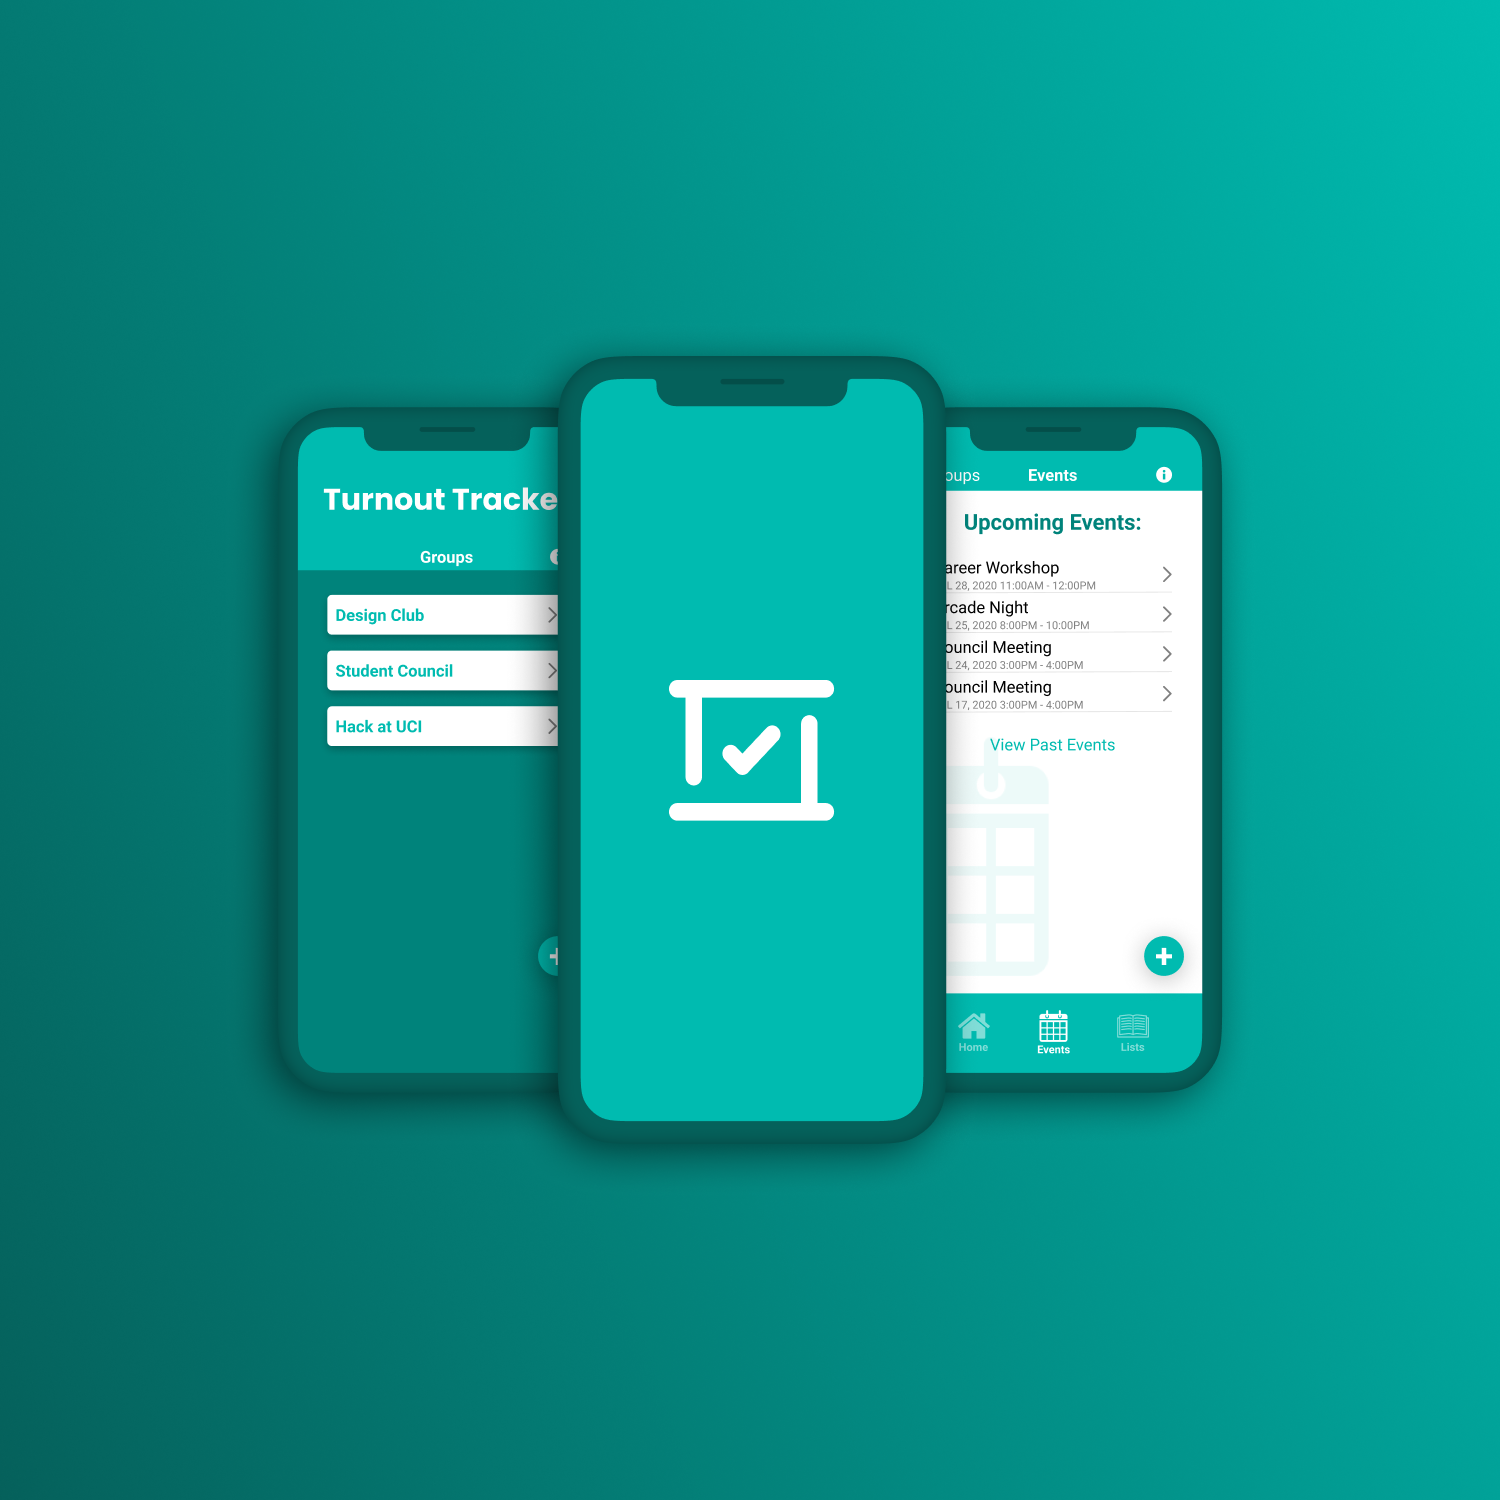 Turnout Tracke
Groups
Design Club
Student Council
Hack at UCI
oups Events
Upcoming Events:
areer Workshop
L 28, 2020 11:00AM - 12:00PM
rcade Night
L 25, 2020 8:00PM - 10:00PM
ouncil Meeting
L 24, 2020 3:00PM - 4:00PM
ouncil Meeting
L 17, 2020 3:00PM - 4:00PM
View Past Events
Home Events Lists